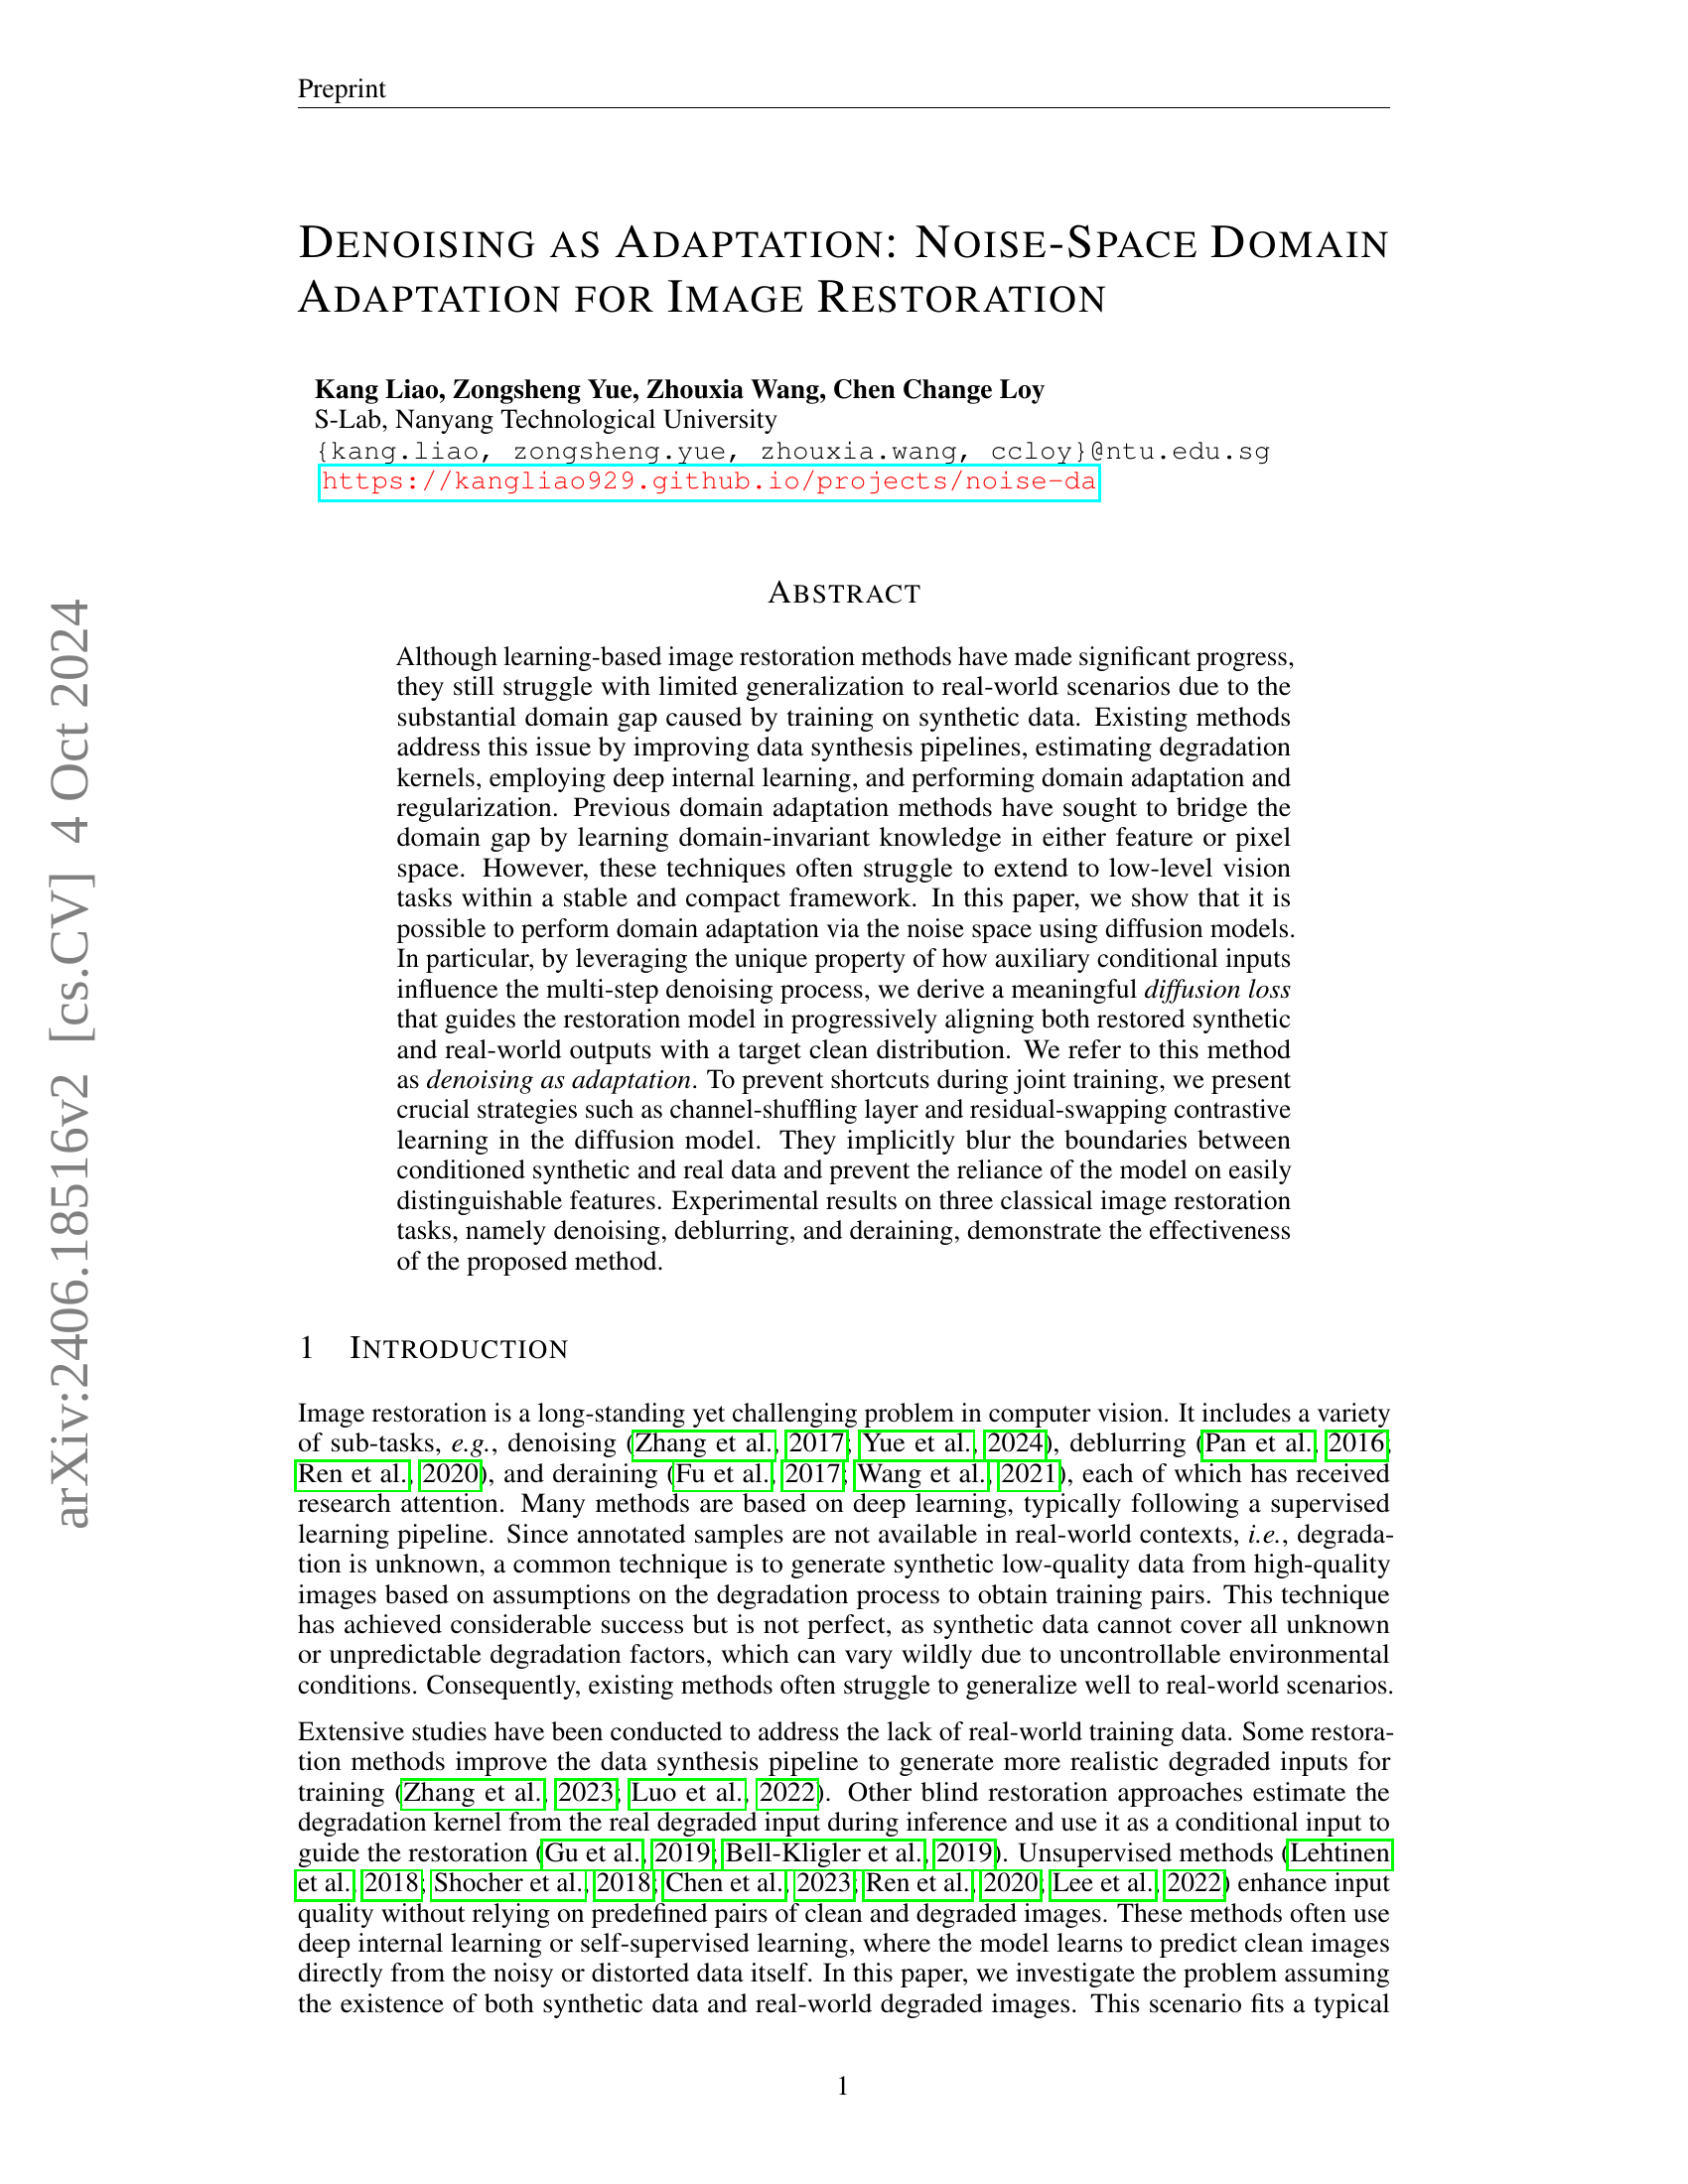 Preprint
DENOISING AS ADAPTATION: NOISE-SPACE DOMAIN
ADAPTATION FOR IMAGE RESTORATION
Kang Liao, Zongsheng Yue, Zhouxia Wang, Chen Change Loy
S-Lab, Nanyang Technological University
{kang.liao, zongsheng.yue, zhouxia.wang, ccloy}@ntu.edu.sg
https://kangliao929.github.io/projects/noise-da
ABSTRACT
Although learning-based image restoration methods have made significant progress,
they still struggle with limited generalization to real-world scenarios due to the
substantial domain gap caused by training on synthetic data. Existing methods
address this issue by improving data synthesis pipelines, estimating degradation
kernels, employing deep internal learning, and performing domain adaptation and
regularization. Previous domain adaptation methods have sought to bridge the
domain gap by learning domain-invariant knowledge in either feature or pixel
space. However, these techniques often struggle to extend to low-level vision
tasks within a stable and compact framework. In this paper, we show that it is
possible to perform domain adaptation via the noise space using diffusion models.
In particular, by leveraging the unique property of how auxiliary conditional inputs
influence the multi-step denoising process, we derive a meaningful diffusion loss
that guides the restoration model in progressively aligning both restored synthetic
and real-world outputs with a target clean distribution. We refer to this method
as denoising as adaptation. To prevent shortcuts during joint training, we present
crucial strategies such as channel-shuffling layer and residual-swapping contrastive
learning in the diffusion model. They implicitly blur the boundaries between
conditioned synthetic and real data and prevent the reliance of the model on easily
distinguishable features. Experimental results on three classical image restoration
tasks, namely denoising, deblurring, and deraining, demonstrate the effectiveness
of the proposed method.
1 INTRODUCTION
Image restoration is a long-standing yet challenging problem in computer vision. It includes a variety
of sub-tasks, e.g., denoising (Zhang et al., 2017; Yue et al., 2024), deblurring (Pan et al., 2016;
Ren et al., 2020), and deraining (Fu et al., 2017; Wang et al., 2021), each of which has received
research attention. Many methods are based on deep learning, typically following a supervised
learning pipeline. Since annotated samples are not available in real-world contexts, i.e., degrada-
tion is unknown, a common technique is to generate synthetic low-quality data from high-quality
images based on assumptions on the degradation process to obtain training pairs. This technique
has achieved considerable success but is not perfect, as synthetic data cannot cover all unknown
or unpredictable degradation factors, which can vary wildly due to uncontrollable environmental
conditions. Consequently, existing methods often struggle to generalize well to real-world scenarios.
Extensive studies have been conducted to address the lack of real-world training data. Some restora-
tion methods improve the data synthesis pipeline to generate more realistic degraded inputs for
training (Zhang et al., 2023; Luo et al., 2022). Other blind restoration approaches estimate the
degradation kernel from the real degraded input during inference and use it as a conditional input to
guide the restoration (Gu et al., 2019; Bell-Kligler et al., 2019). Unsupervised methods (Lehtinen
et al., 2018; Shocher et al., 2018; Chen et al., 2023; Ren et al., 2020; Lee et al., 2022) enhance input
quality without relying on predefined pairs of clean and degraded images. These methods often use
deep internal learning or self-supervised learning, where the model learns to predict clean images
directly from the noisy or distorted data itself. In this paper, we investigate the problem assuming
the existence of both synthetic data and real-world degraded images. This scenario fits a typical
1
arXiv:2406.18516v2 [cs.CV] 4 Oct 2024